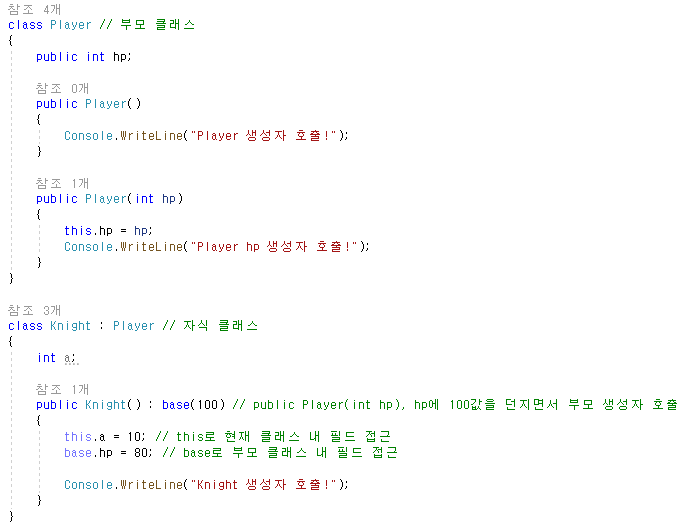 참조 4개
class Player // 부모 클래스
{
public int hp;
참조 0개
public Player()
{
Console.WriteLine("Player 생성자 호출!");
}
참조 1개
public Player(int hp)
{
this.hp = hp;
Console.WriteLine("Player hp 생성자 호출!");
}
}
참조 3개
class Knight : Player // 자식 클래스
{
int a;
참조 1개
public Knight() : base(100) // public Player(int hp), hp에 100값을 던지면서 부모 생성자 호출
{
this.a = 10; // this로 현재 클래스 내 필드 접근
base.hp = 80; // base로 부모 클래스 내 필드 접근
Console.WriteLine("Knight 생성자 호출!");
}
}